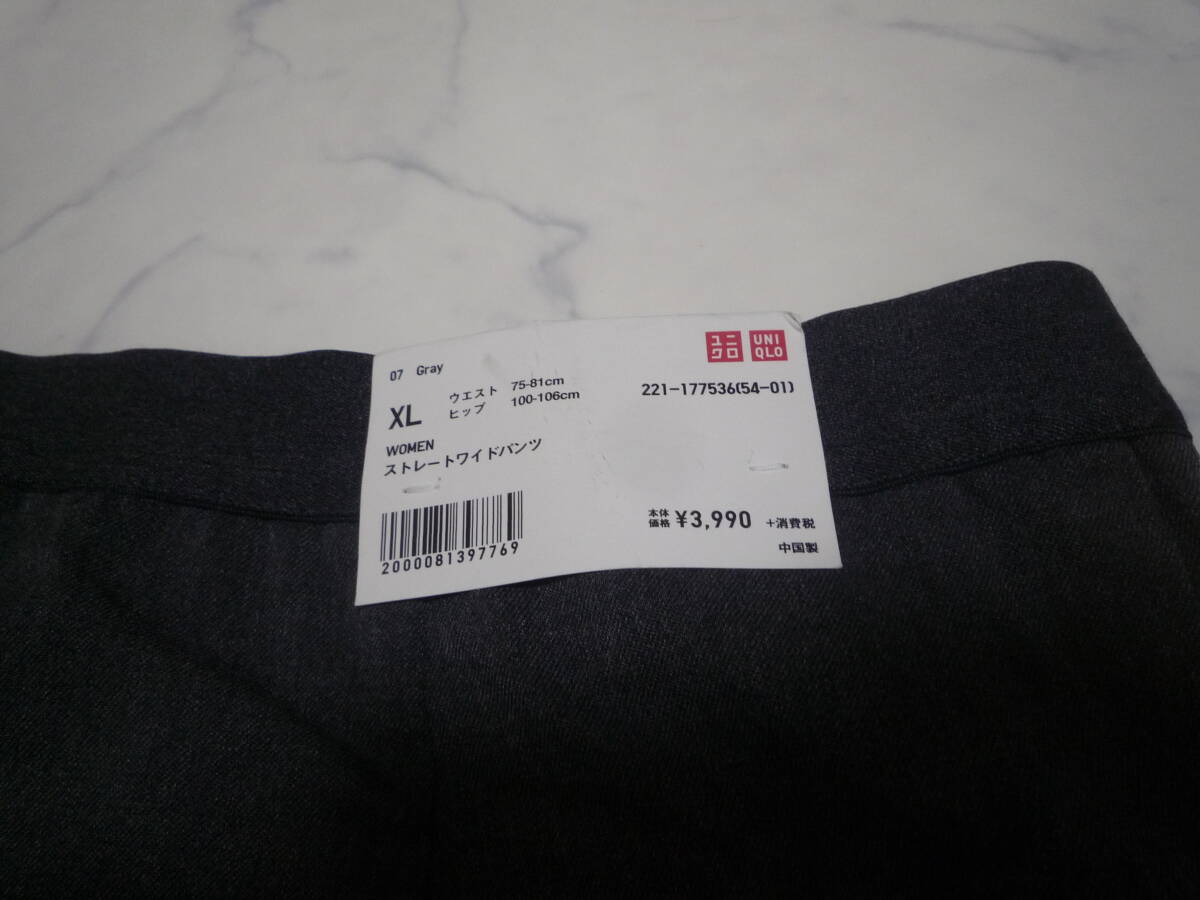 07 Gray
XL
ウエスト 75-81cm
ヒップ 100-106cm
WOMEN
ストレートワイドパンツ
2000081397769
ユニ
クロ
UNI
QLO
221-177536(54-01)
本体
価格 ¥3,990 +消費税
中国製